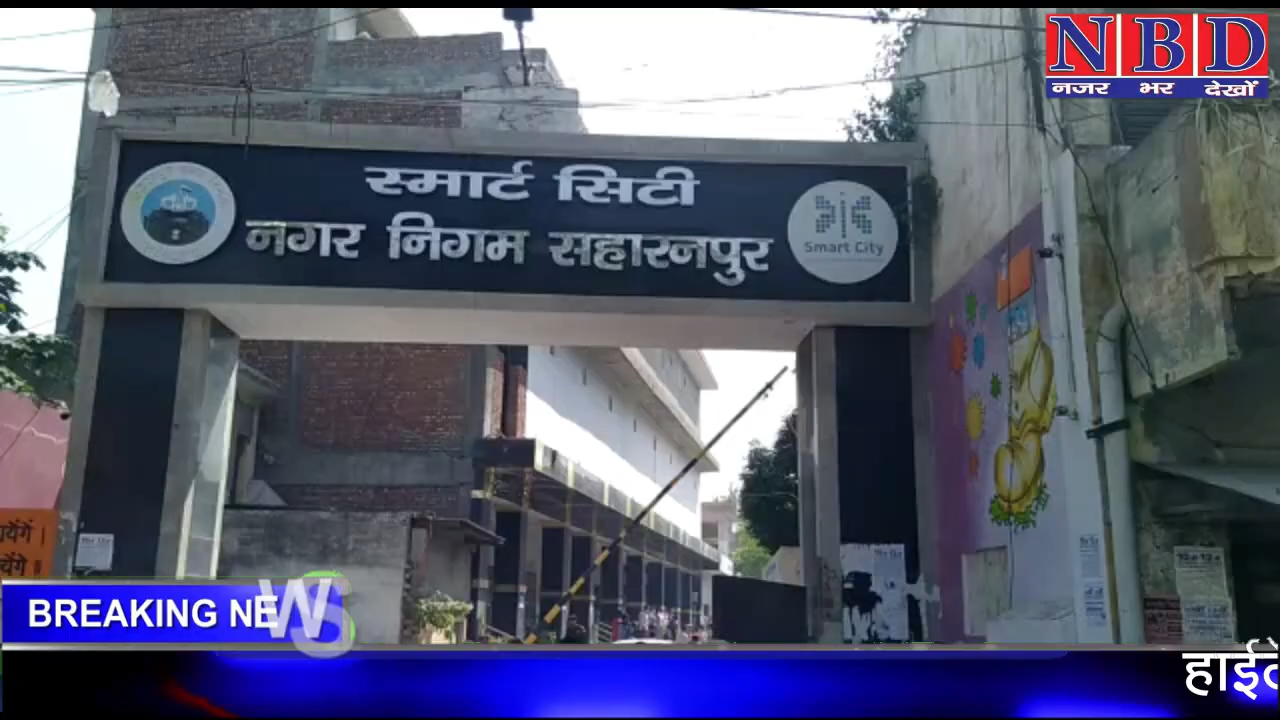 NBD
नजर भर देखों
स्मार्ट सिटी
नगर निगम सहारनपुर
Smart City
BREAKING NEWS